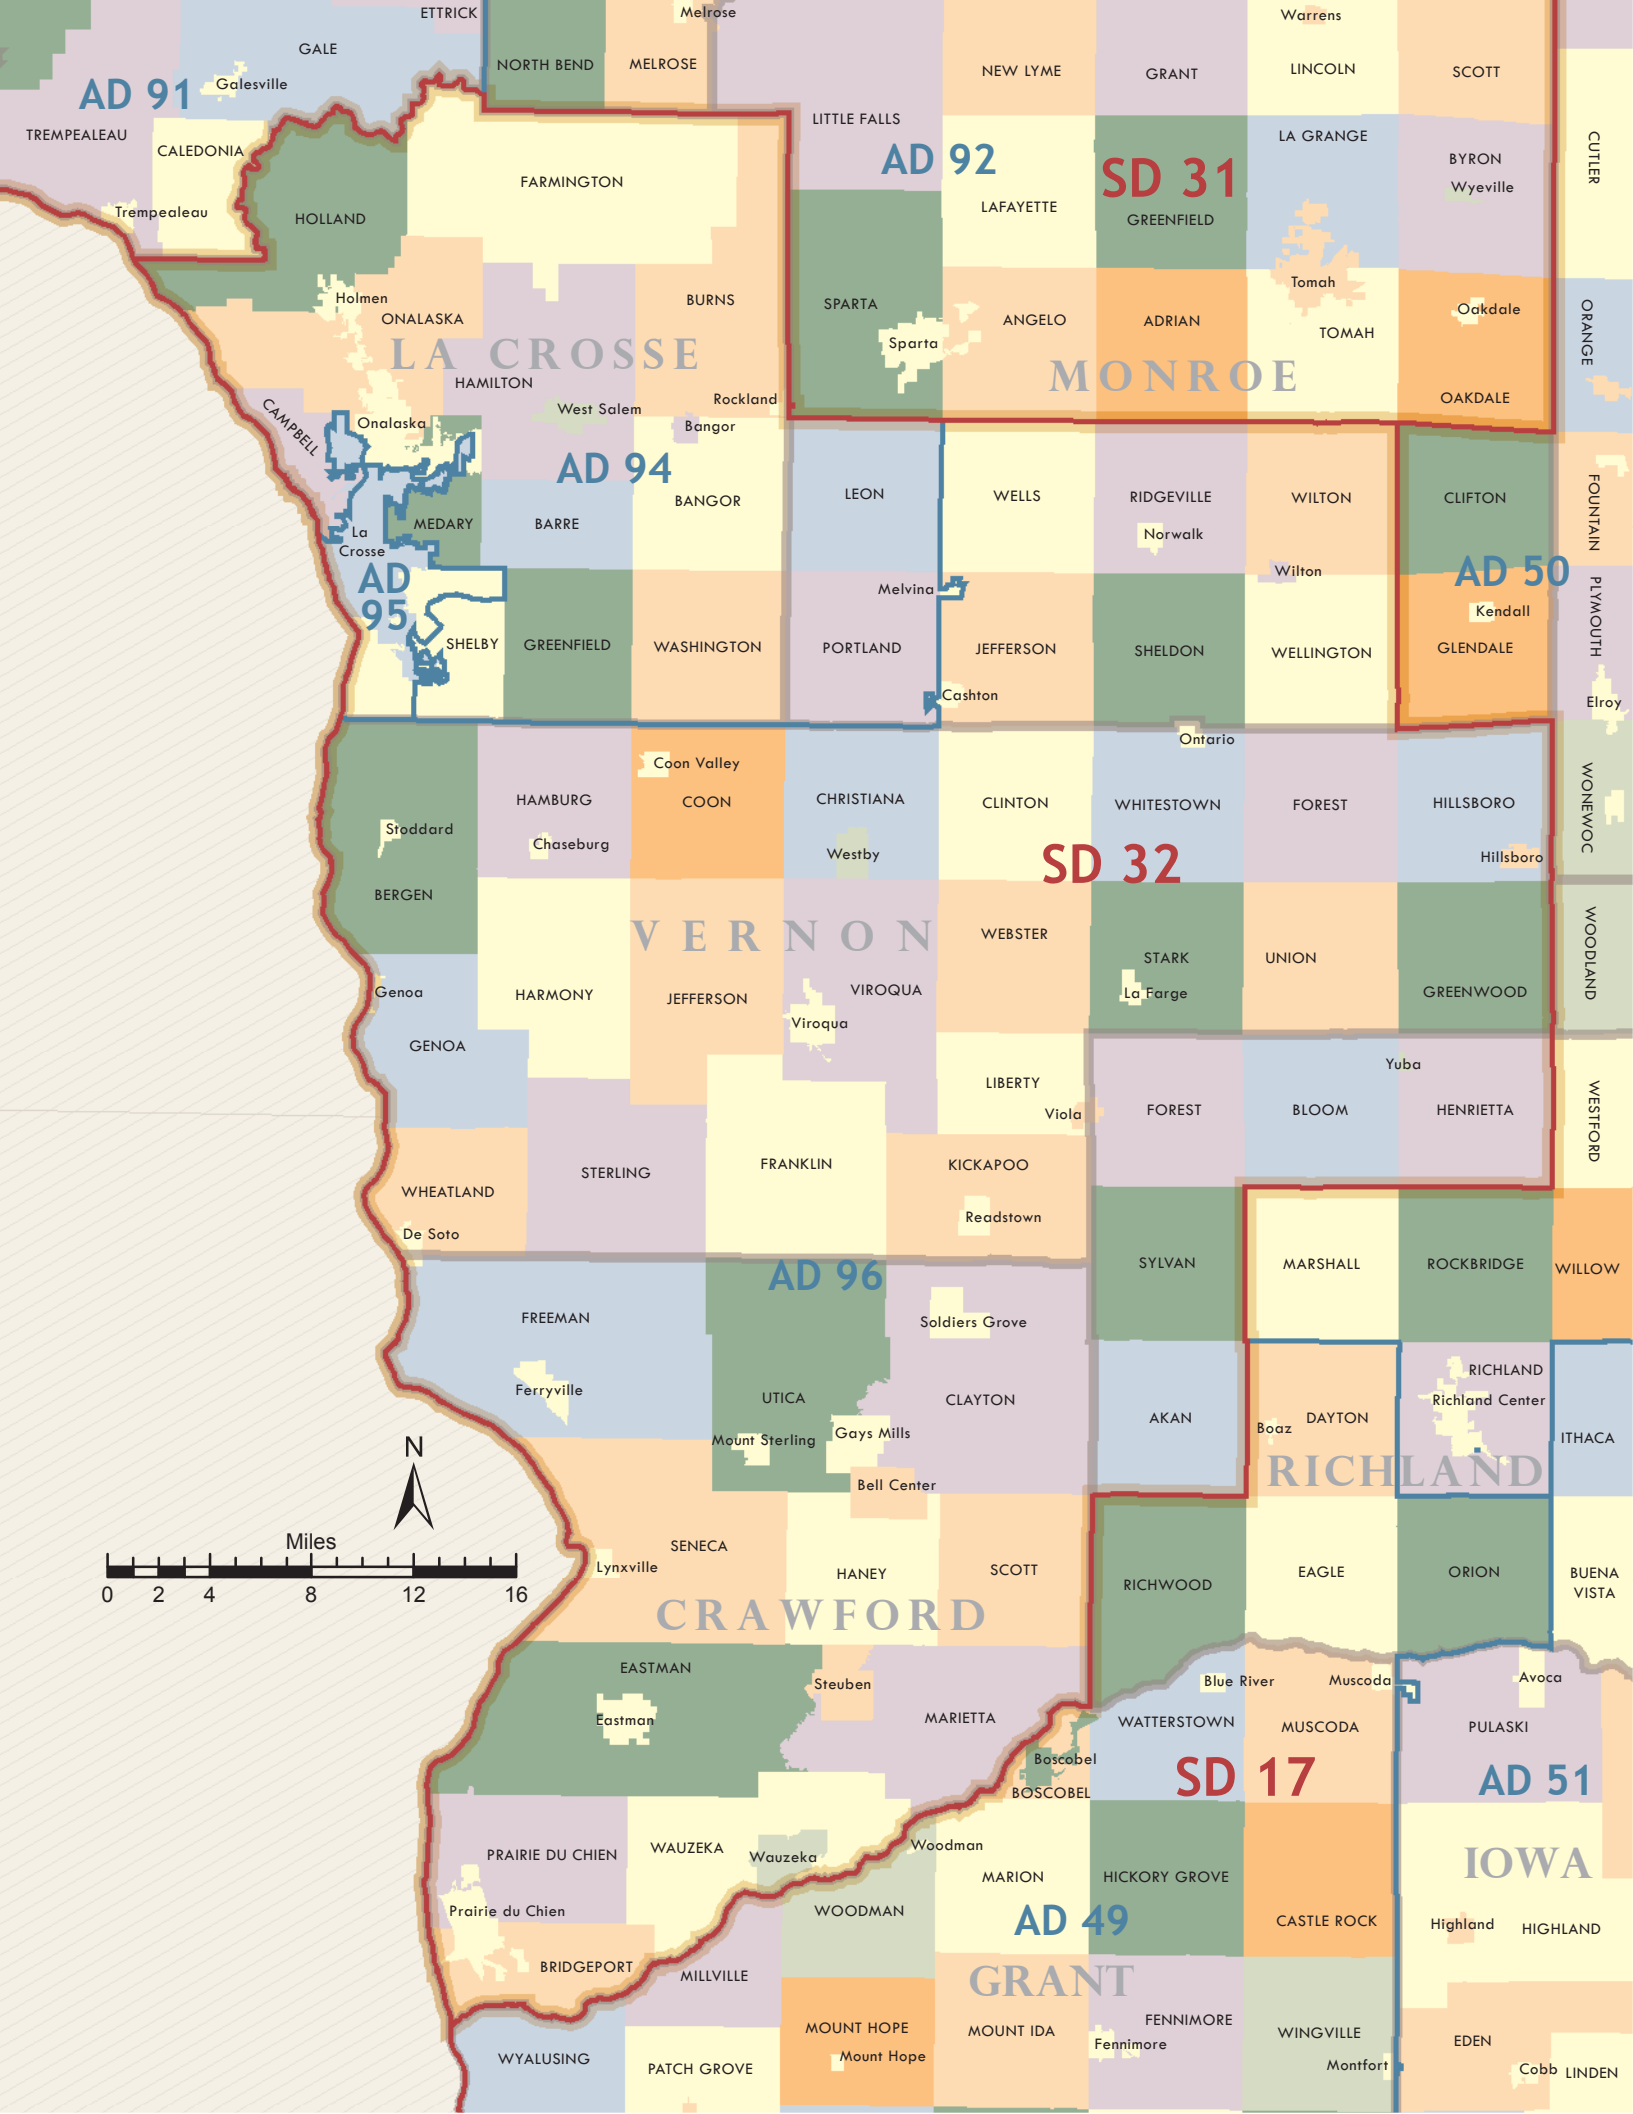 ETTRICK
Melrose
Warrens
GALE
NORTH BEND
MELROSE
NEW LYME
GRANT
LINCOLN
SCOTT
Galesville
AD 91
TREMPEALEAU
CALEDONIA
LITTLE FALLS
LA GRANGE
CUTLER
AD 92
SD 31
BYRON
Wyeville
FARMINGTON
Trempealeau
HOLLAND
LAFAYETTE
GREENFIELD
Holmen
BURNS
SPARTA
Tomah
Oakdale
ORANGE
ONALASKA
ANGELO
ADRIAN
TOMAH
Sparta
LA CROSSE
MONROE
HAMILTON
OAKDALE
Rockland
West Salem
CAMPBELL
Onalaska
Bangor
AD 94
LEON
WELLS
RIDGEVILLE
WILTON
CLIFTON
FOUNTAIN
BANGOR
MEDARY
BARRE
La
Crosse
Norwalk
AD
95
Melvina
Wilton
AD 50
PLYMOUTH
Kendall
SHELBY
GREENFIELD
WASHINGTON
PORTLAND
JEFFERSON
SHELDON
WELLINGTON
GLENDALE
Cashton
Elroy
Ontario
Coon Valley
HAMBURG
COON
CHRISTIANA
CLINTON
WHITESTOWN
FOREST
HILLSBORO
WONEWOC
Stoddard
Chaseburg
Westby
SD 32
Hillsboro
BERGEN
VERNON
WEBSTER
STARK
UNION
WOODLAND
Genoa
HARMONY
JEFFERSON
VIROQUA
La Farge
GREENWOOD
Viroqua
GENOA
Yuba
LIBERTY
Viola
FOREST
BLOOM
HENRIETTA
WESTFORD
STERLING
FRANKLIN
KICKAPOO
WHEATLAND
Readstown
De Soto
AD 96
SYLVAN
MARSHALL
ROCKBRIDGE
WILLOW
FREEMAN
Soldiers Grove
RICHLAND
Ferryville
UTICA
CLAYTON
Richland Center
AKAN
Boaz
DAYTON
ITHACA
N
Mount Sterling
Gays Mills
RICHLAND
Bell Center
Miles
0 2 4 8 12 16
SENECA
Lynxville
HANEY
SCOTT
RICHWOOD
EAGLE
ORION
BUENA
VISTA
CRAWFORD
EASTMAN
Steuben
Blue River
Muscoda
Avoca
Eastman
MARIETTA
WATTERSTOWN
MUSCODA
PULASKI
Boscobel
BOSCOBEL
SD 17
AD 51
PRAIRIE DU CHIEN
WAUZEKA
Wauzeka
Woodman
IOWA
MARION
HICKORY GROVE
Prairie du Chien
WOODMAN
AD 49
CASTLE ROCK
Highland
HIGHLAND
BRIDGEPORT
MILLVILLE
GRANT
MOUNT HOPE
MOUNT IDA
FENNIMORE
WINGVILLE
EDEN
Fennimore
WYALUSING
PATCH GROVE
Mount Hope
Montfort
Cobb
LINDEN